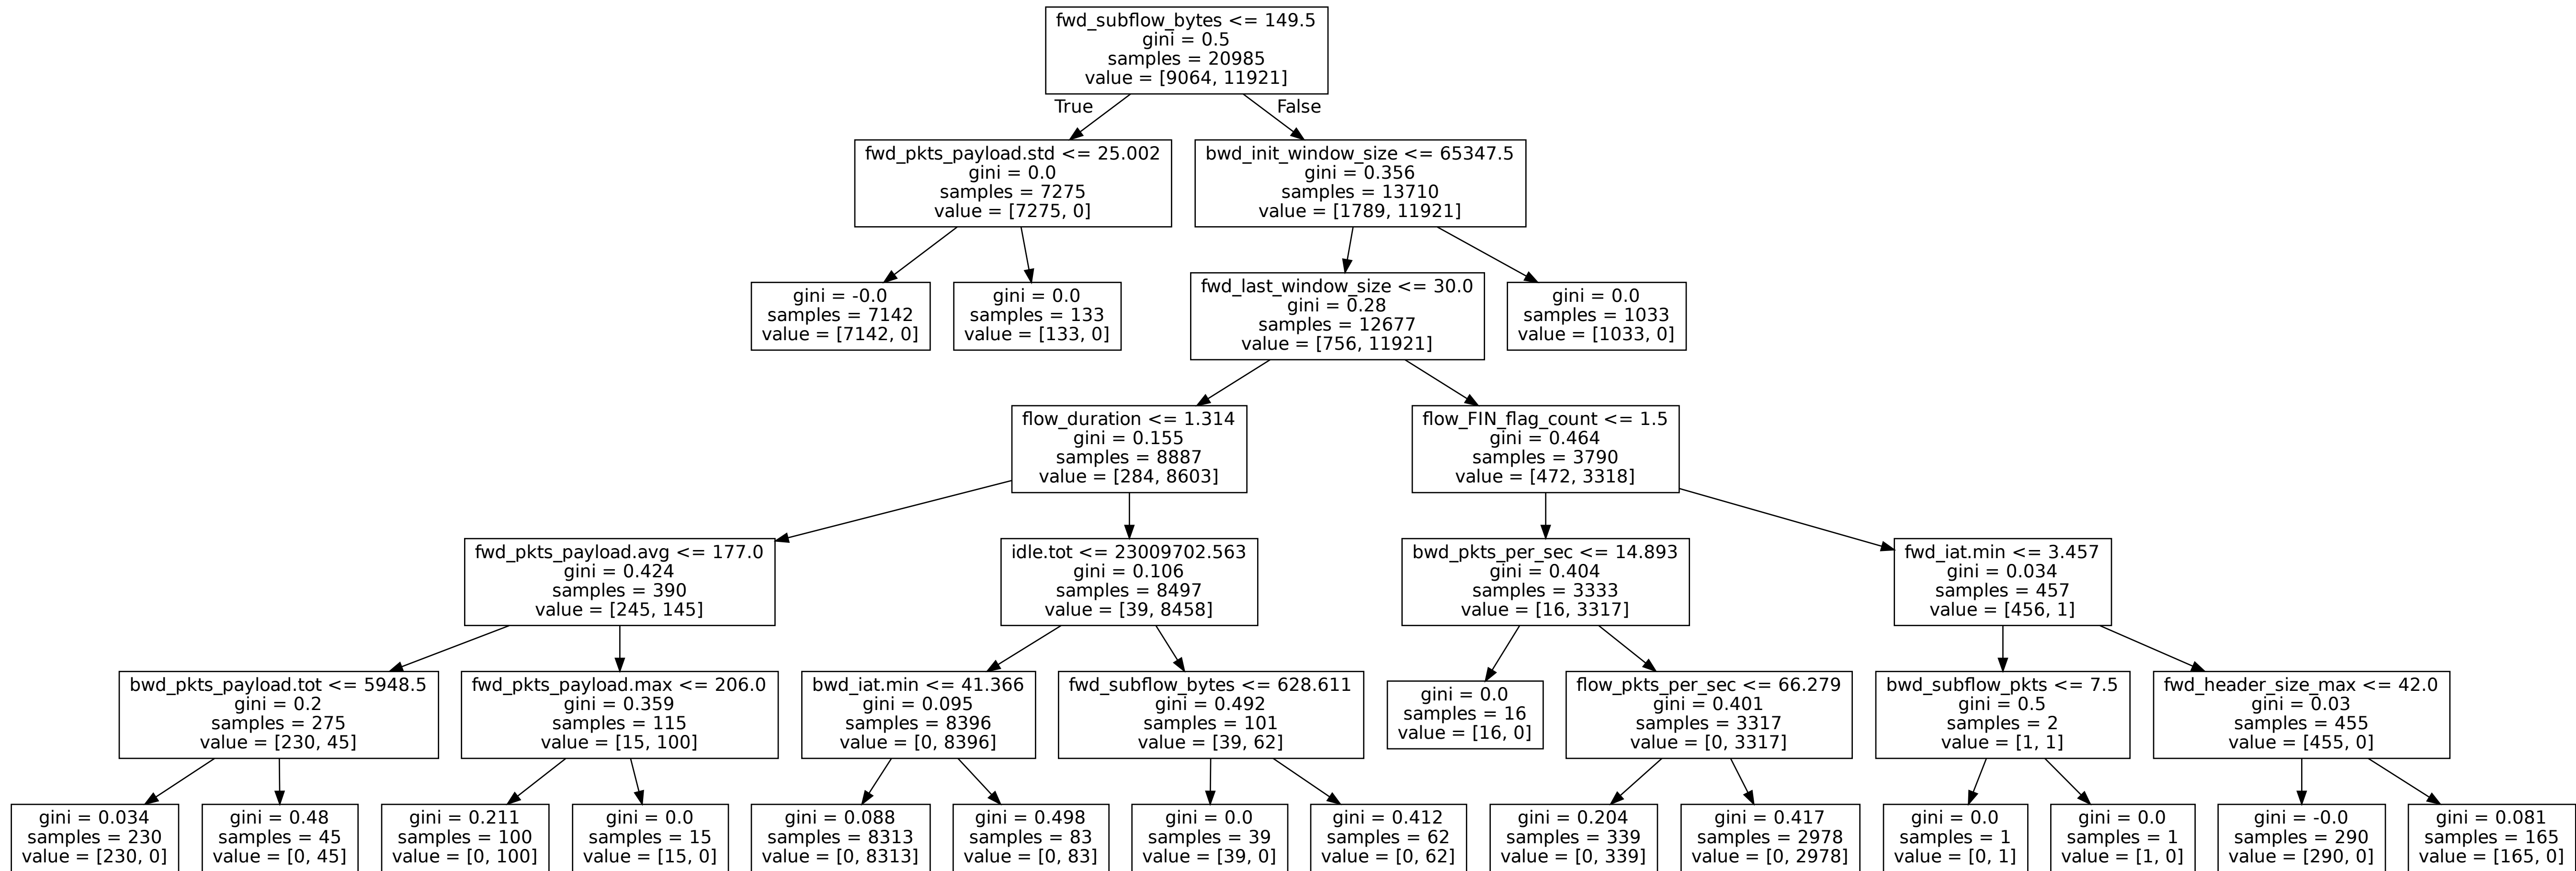 fwd_subflow_bytes <= 149.5
gini = 0.5
samples = 20985
value = [9064, 11921]
True
False
fwd_pkts_payload.std <= 25.002
gini = 0.0
samples = 7275
value = [7275, 0]
bwd_init_window_size <= 65347.5
gini = 0.356
samples = 13710
value = [1789, 11921]
gini = -0.0
samples = 7142
value = [7142, 0]
gini = 0.0
samples = 133
value = [133, 0]
fwd_last_window_size <= 30.0
gini = 0.28
samples = 12677
value = [756, 11921]
gini = 0.0
samples = 1033
value = [1033, 0]
flow_duration <= 1.314
gini = 0.155
samples = 8887
value = [284, 8603]
flow_FIN_flag_count <= 1.5
gini = 0.464
samples = 3790
value = [472, 3318]
fwd_pkts_payload.avg <= 177.0
gini = 0.424
samples = 390
value = [245, 145]
idle.tot <= 23009702.563
gini = 0.106
samples = 8497
value = [39, 8458]
bwd_pkts_per_sec <= 14.893
gini = 0.404
samples = 3333
value = [16, 3317]
fwd_iat.min <= 3.457
gini = 0.034
samples = 457
value = [456, 1]
bwd_pkts_payload.tot <= 5948.5
gini = 0.2
samples = 275
value = [230, 45]
fwd_pkts_payload.max <= 206.0
gini = 0.359
samples = 115
value = [15, 100]
bwd_iat.min <= 41.366
gini = 0.095
samples = 8396
value = [0, 8396]
fwd_subflow_bytes <= 628.611
gini = 0.492
samples = 101
value = [39, 62]
gini = 0.0
samples = 16
value = [16, 0]
flow_pkts_per_sec <= 66.279
gini = 0.401
samples = 3317
value = [0, 3317]
bwd_subflow_pkts <= 7.5
gini = 0.5
samples = 2
value = [1, 1]
fwd_header_size_max <= 42.0
gini = 0.03
samples = 455
value = [455, 0]
gini = 0.034
samples = 230
value = [230, 0]
gini = 0.48
samples = 45
value = [0, 45]
gini = 0.211
samples = 100
value = [0, 100]
gini = 0.0
samples = 15
value = [15, 0]
gini = 0.088
samples = 8313
value = [0, 8313]
gini = 0.498
samples = 83
value = [0, 83]
gini = 0.0
samples = 39
value = [39, 0]
gini = 0.412
samples = 62
value = [0, 62]
gini = 0.204
samples = 339
value = [0, 339]
gini = 0.417
samples = 2978
value = [0, 2978]
gini = 0.0
samples = 1
value = [0, 1]
gini = 0.0
samples = 1
value = [1, 0]
gini = -0.0
samples = 290
value = [290, 0]
gini = 0.081
samples = 165
value = [165, 0]